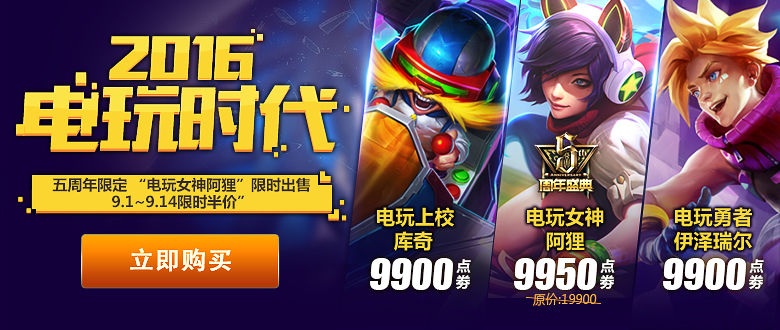 2016
电玩时代
五周年限定 “电玩女神阿狸”限时出售
9.1~9.14限时半价”
立即购买
电玩上校
库奇
9900点券
5
ANNIVERSARY
周年盛典
电玩女神
阿狸
9950点券
原价:19900
电玩勇者
伊泽瑞尔
9900点券